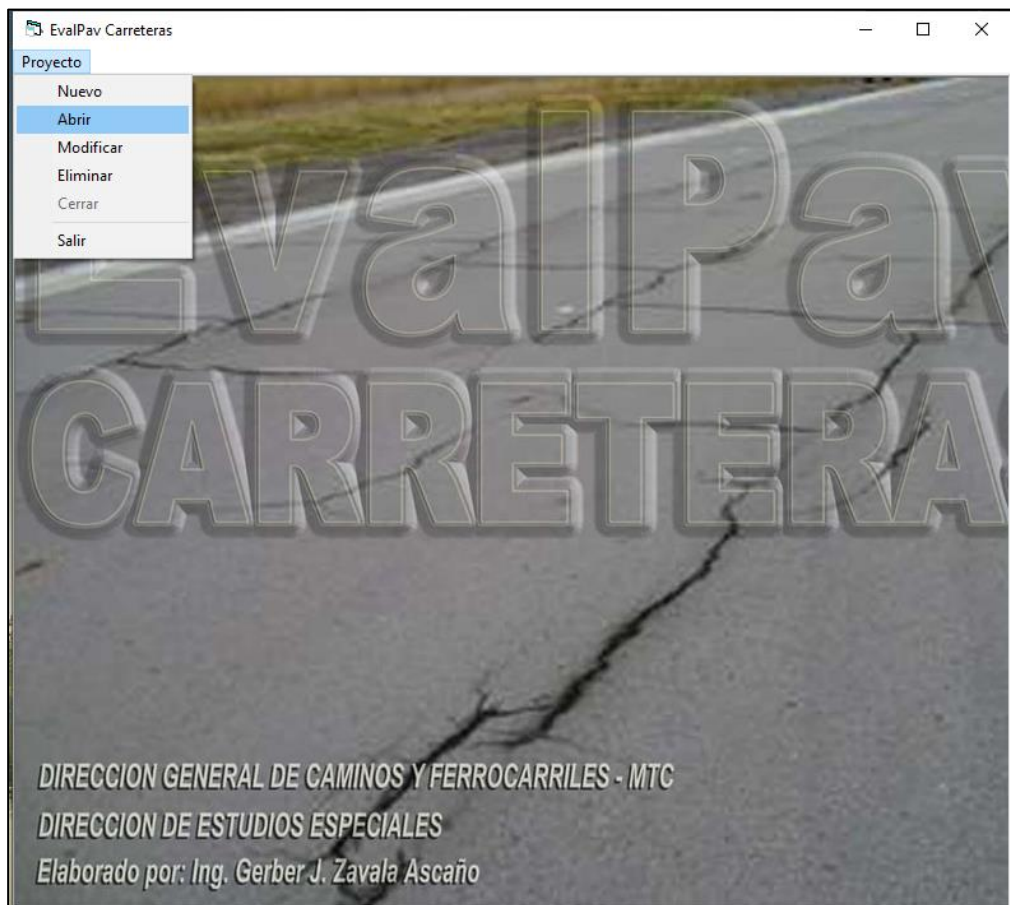 EvalPav Carreteras
Proyecto
Nuevo
Abrir
Modificar
Eliminar
Cerrar
Salir
EvalPav
CARRETERAS
DIRECCION GENERAL DE CAMINOS Y FERROCARRILES - MTC
DIRECCION DE ESTUDIOS ESPECIALES
Elaborado por: Ing. Gerber J. Zavala Ascaño